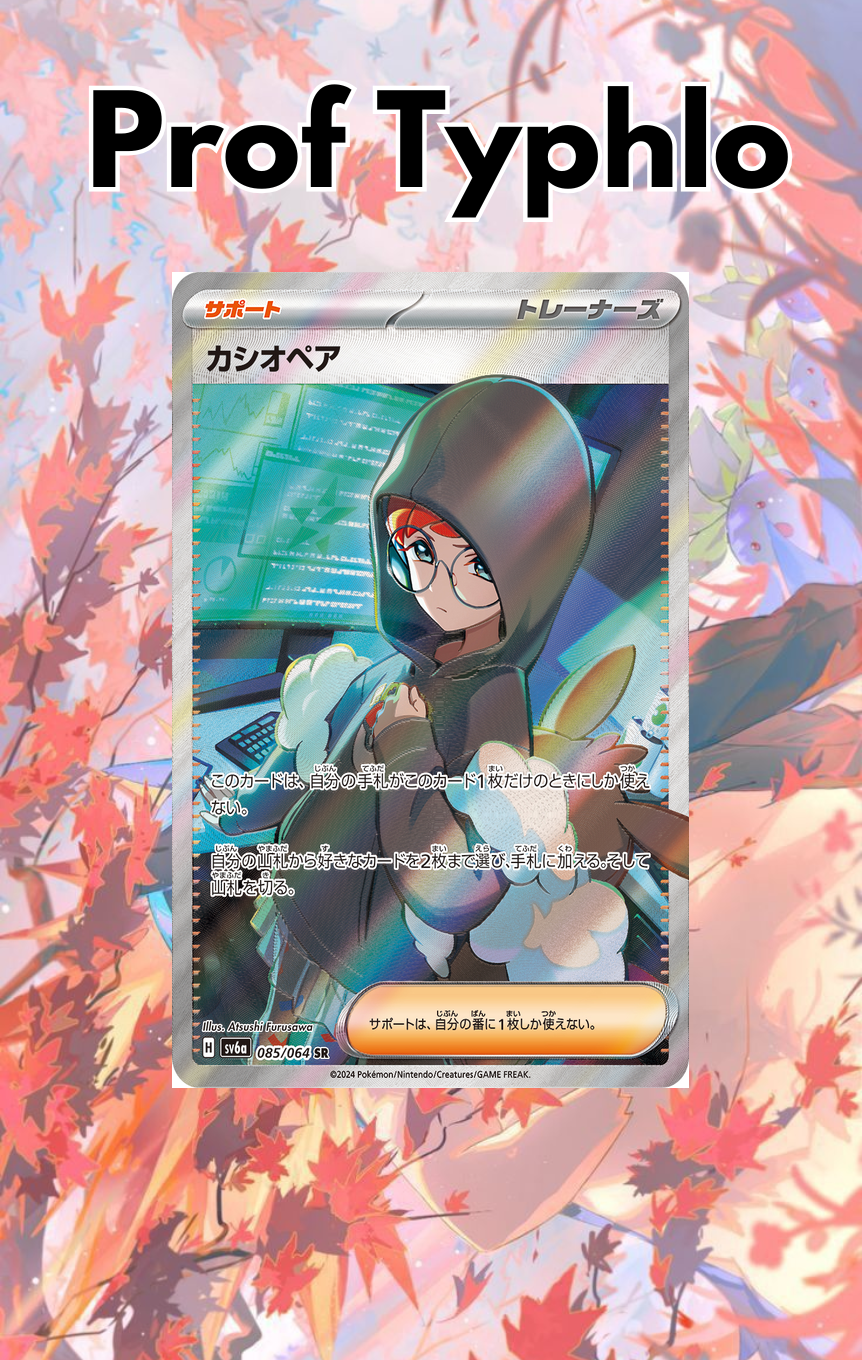 Prof Typhlo
サポート トレーナーズ
カシオペア
このカードは、自分の手札がこのカード1枚だけのときにしか使え
ない。
自分の山札から好きなカードを2枚まで選び、手札に加える。そして
山札を切る。
サポートは、自分の番に1枚しか使えない。
Illus. Atsushi Furusawa
H sv6a 085/064 SR
©2024 Pokémon/Nintendo/Creatures/GAME FREAK.